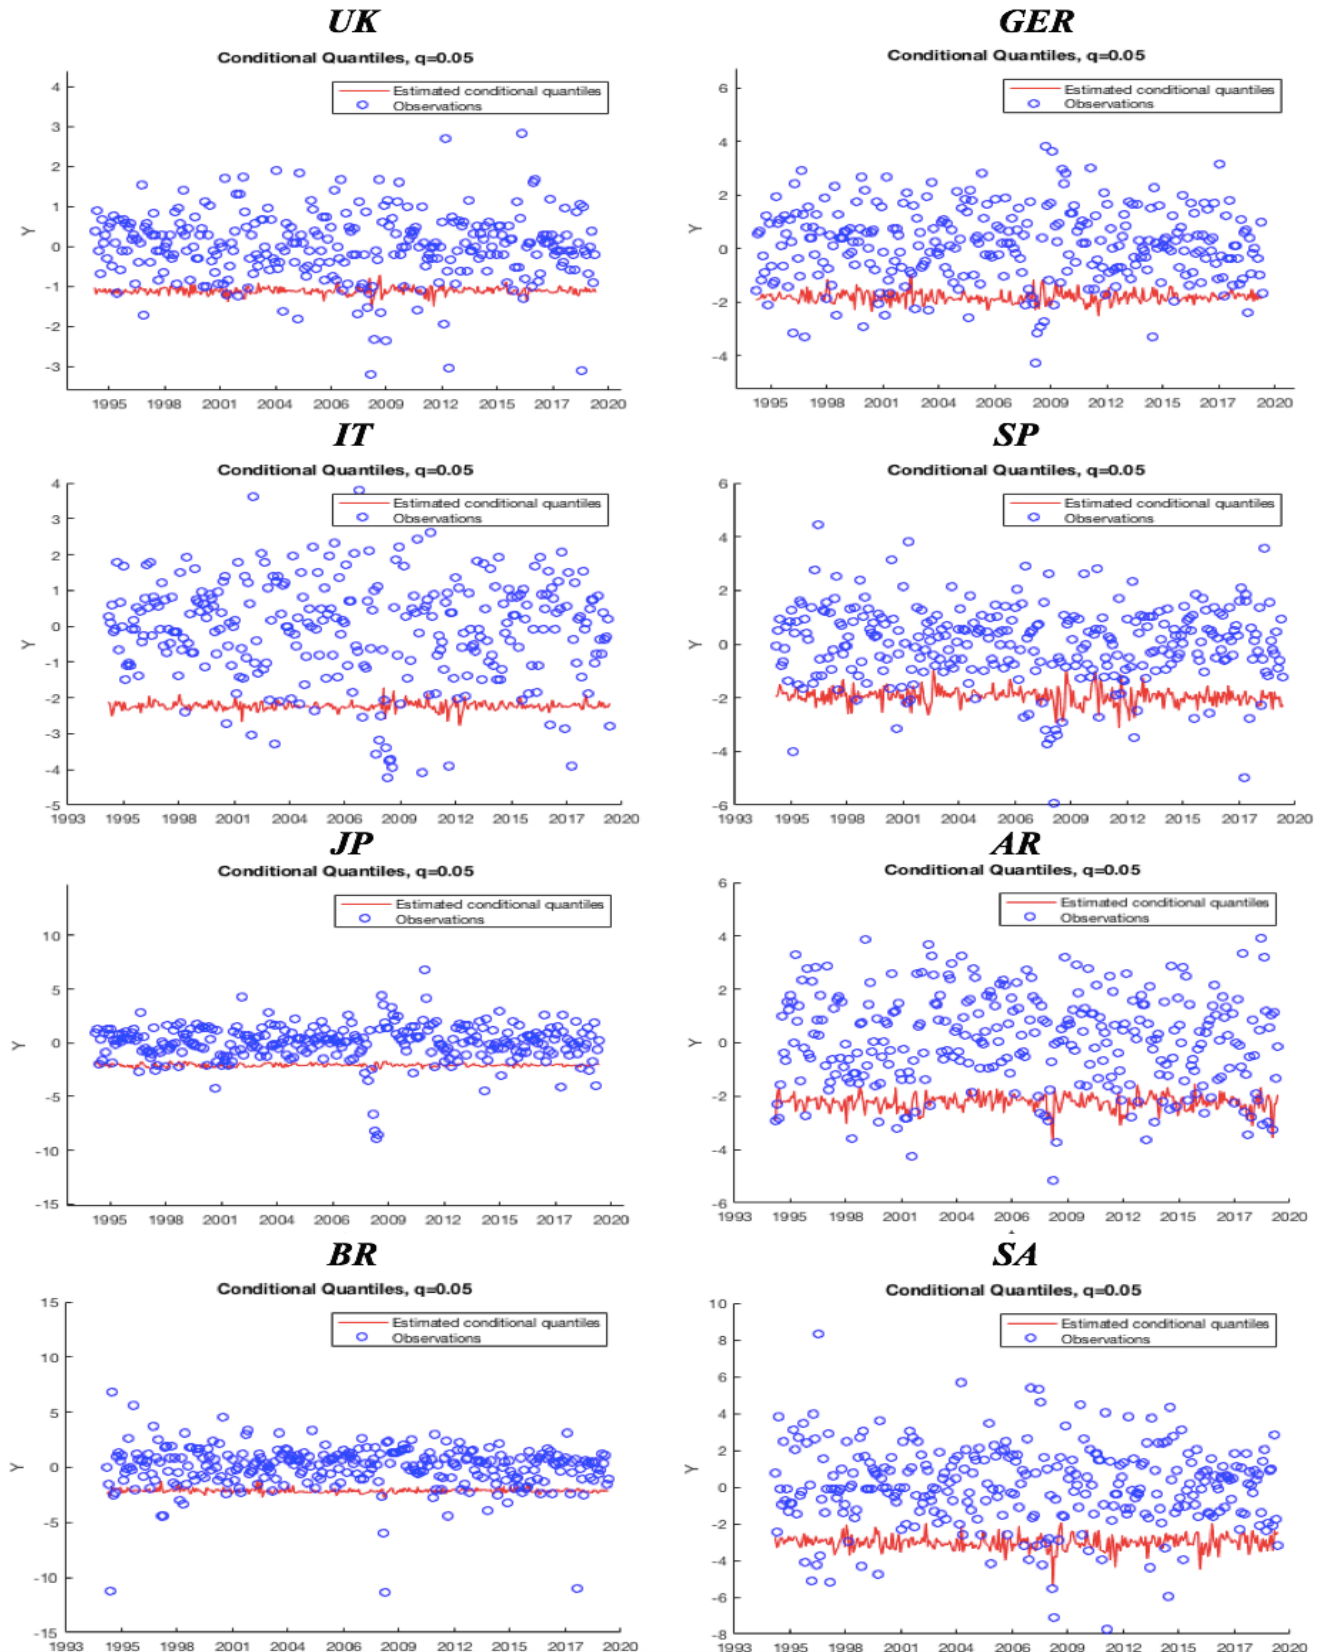 UK
Conditional Quantiles, q=0.05
Estimated conditional quantiles
Observations
4
3
2
1
0
-1
-2
-3
Y
1995 1998 2001 2004 2006 2009 2012 2015 2017 2020
GER
Conditional Quantiles, q=0.05
Estimated conditional quantiles
Observations
6
4
2
0
-2
-4
Y
1995 1998 2001 2004 2006 2009 2012 2015 2017 2020
IT
Conditional Quantiles, q=0.05
Estimated conditional quantiles
Observations
4
3
2
1
0
-1
-2
-3
-4
-5
Y
1993 1995 1998 2001 2004 2006 2009 2012 2015 2017 2020
SP
Conditional Quantiles, q=0.05
Estimated conditional quantiles
Observations
6
4
2
0
-2
-4
-6
Y
1993 1995 1998 2001 2004 2006 2009 2012 2015 2017 2020
JP
Conditional Quantiles, q=0.05
Estimated conditional quantiles
Observations
10
5
0
-5
-10
-15
Y
1995 1998 2001 2004 2006 2009 2012 2015 2017 2020
AR
Conditional Quantiles, q=0.05
Estimated conditional quantiles
Observations
6
4
2
0
-2
-4
-6
Y
1993 1995 1998 2001 2004 2006 2009 2012 2015 2017 2020
BR
Conditional Quantiles, q=0.05
Estimated conditional quantiles
Observations
15
10
5
0
-5
-10
-15
Y
1993 1995 1998 2001 2004 2006 2009 2012 2015 2017 2020
SA
Conditional Quantiles, q=0.05
Estimated conditional quantiles
Observations
10
8
6
4
2
0
-2
-4
-6
-8
Y
1993 1995 1998 2001 2004 2006 2009 2012 2015 2017 2020